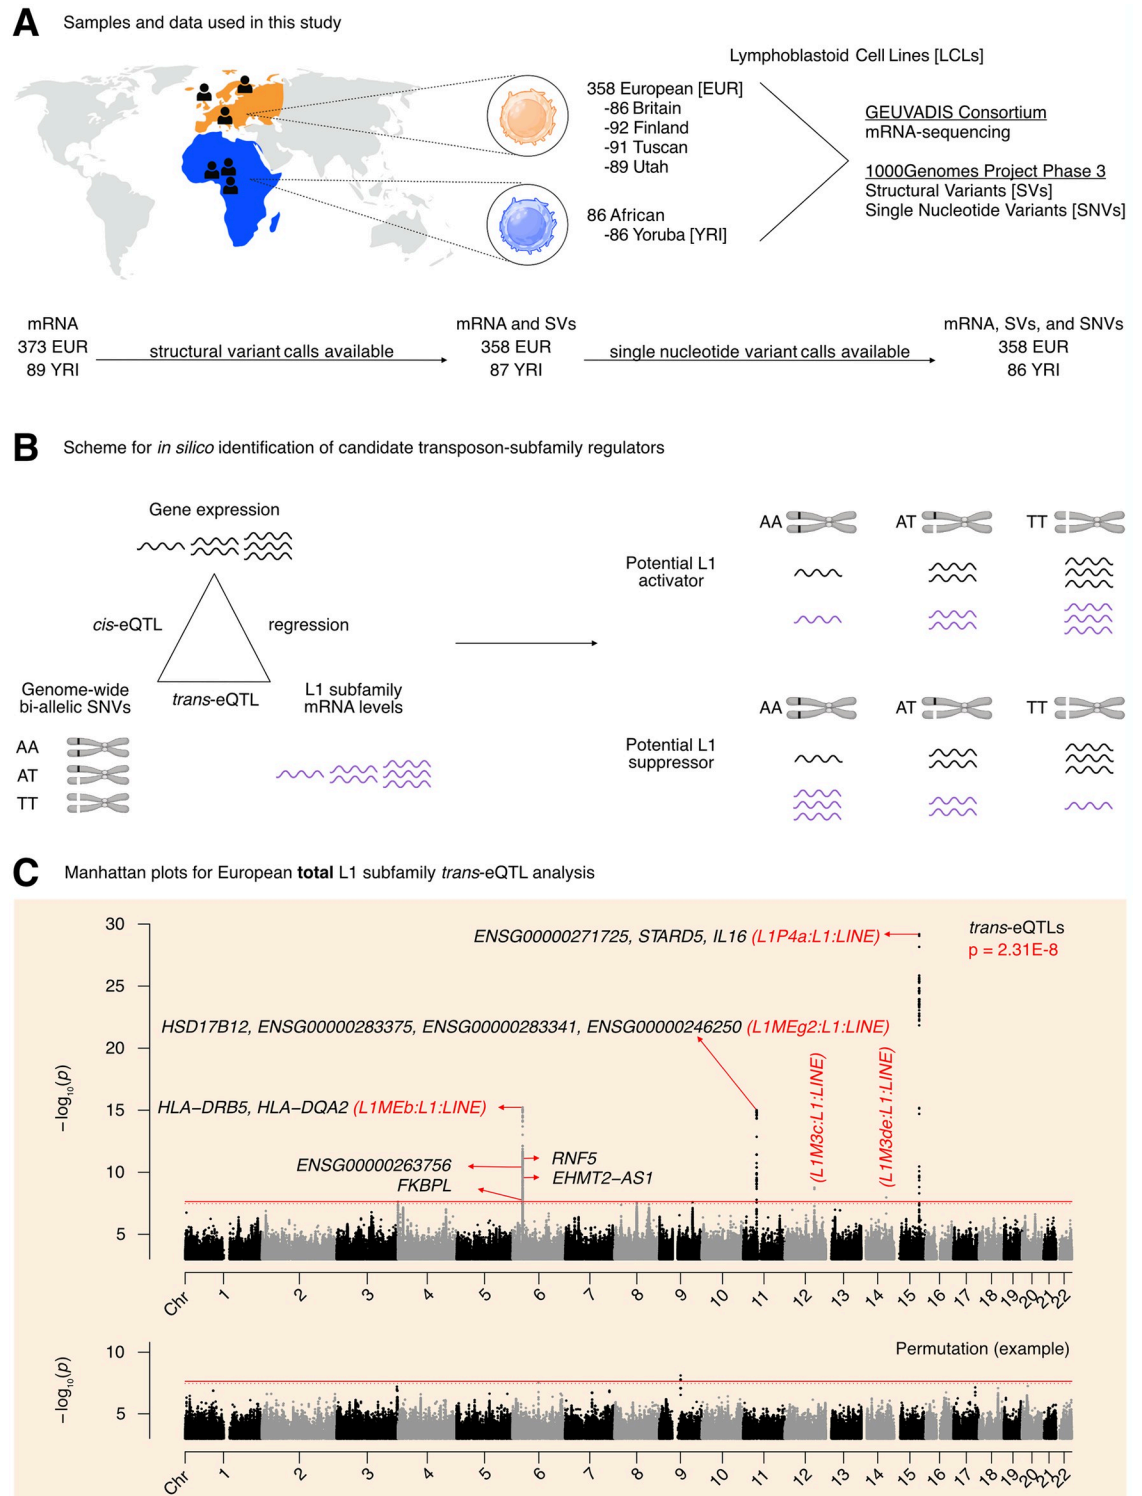 A Samples and data used in this study
Lymphoblastoid Cell Lines [LCLs]
358 European [EUR]
-86 Britain
-92 Finland
-91 Tuscan
-89 Utah
86 African
-86 Yoruba [YRI]
GEUVADIS Consortium
mRNA-sequencing
1000Genomes Project Phase 3
Structural Variants [SVs]
Single Nucleotide Variants [SNVs]
mRNA
373 EUR
89 YRI
structural variant calls available
mRNA and SVs
358 EUR
87 YRI
single nucleotide variant calls available
mRNA, SVs, and SNVs
358 EUR
86 YRI
B Scheme for in silico identification of candidate transposon-subfamily regulators
Gene expression
cis-eQTL
regression
trans-eQTL
Genome-wide
bi-allelic SNVs
L1 subfamily
mRNA levels
AA
AT
TT
AA AT TT
Potential L1
activator
AA AT TT
Potential L1
suppressor
C Manhattan plots for European total L1 subfamily trans-eQTL analysis
30
25
20
15
10
5
−log10(p)
ENSG00000271725, STARD5, IL16 (L1P4a:L1:LINE)
trans-eQTLs
p = 2.31E-8
HSD17B12, ENSG00000283375, ENSG00000283341, ENSG00000246250 (L1MEg2:L1:LINE)
HLA−DRB5, HLA−DQA2 (L1MEb:L1:LINE)
(L1M3c:L1:LINE)
(L1M3de:L1:LINE)
ENSG00000263756
RNF5
FKBPL
EHMT2−AS1
Chr 1 2 3 4 5 6 7 8 9 10 11 12 13 14 15 16 17 18 19 20 21 22
Permutation (example)
10
5
−log10(p)
Chr 1 2 3 4 5 6 7 8 9 10 11 12 13 14 15 16 17 18 19 20 21 22